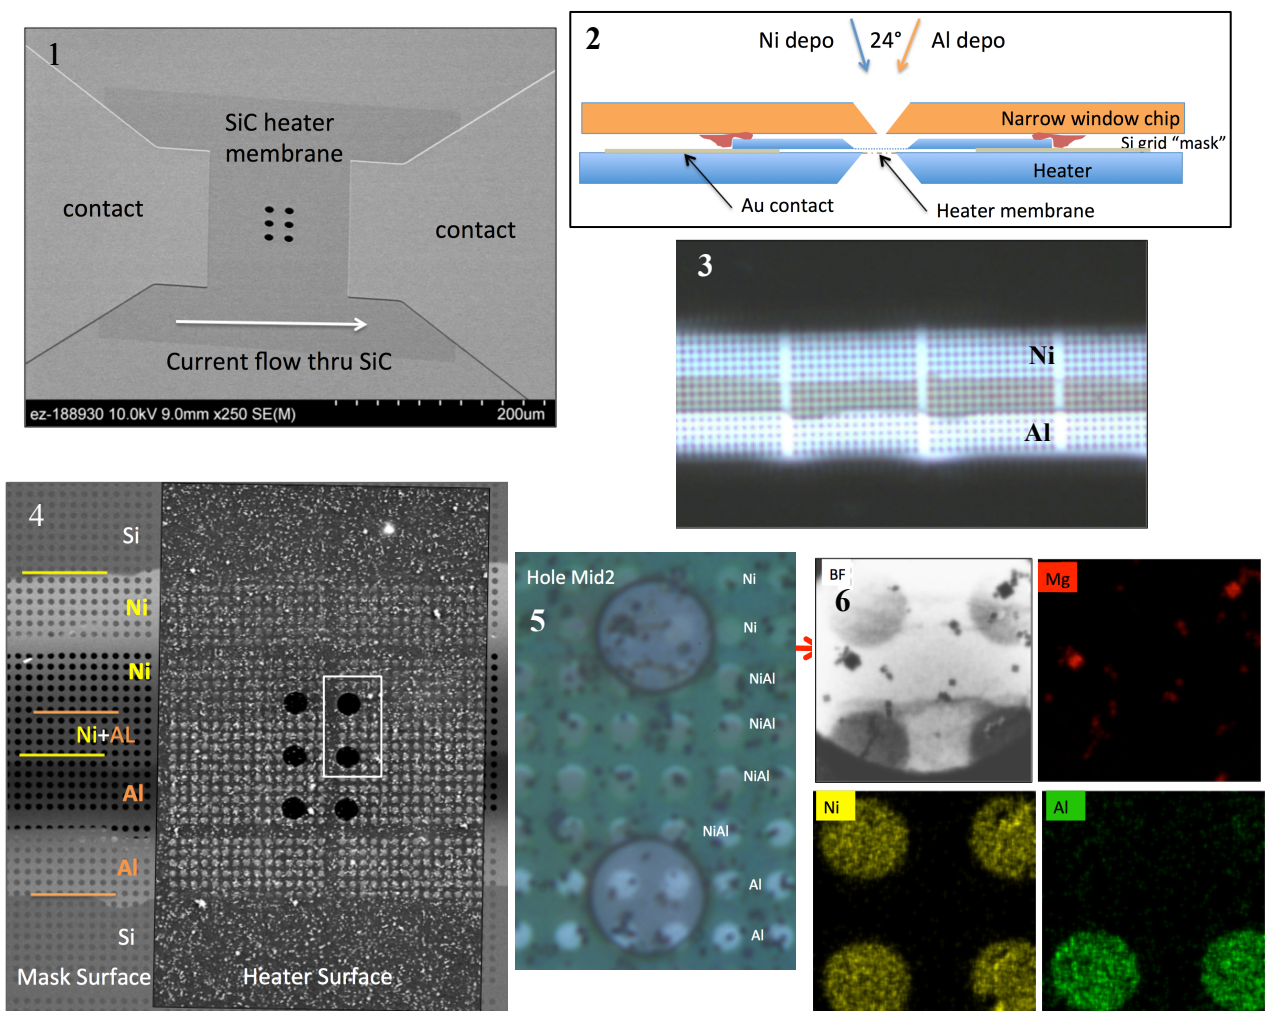 1
SiC heater
membrane
contact
contact
Current flow thru SiC
ez-188930 10.0kV 9.0mm x250 SE(M)
200um
2
Ni depo
24°
Al depo
Narrow window chip
Si grid "mask"
Heater
Au contact
Heater membrane
3
Ni
Al
4
Si
Ni
Ni
Ni+AL
Al
Al
Si
Mask Surface
Heater Surface
Hole Mid2
5
Ni
Ni
NiAl
NiAl
NiAl
NiAl
Al
Al
BF
6
Mg
Ni
Al